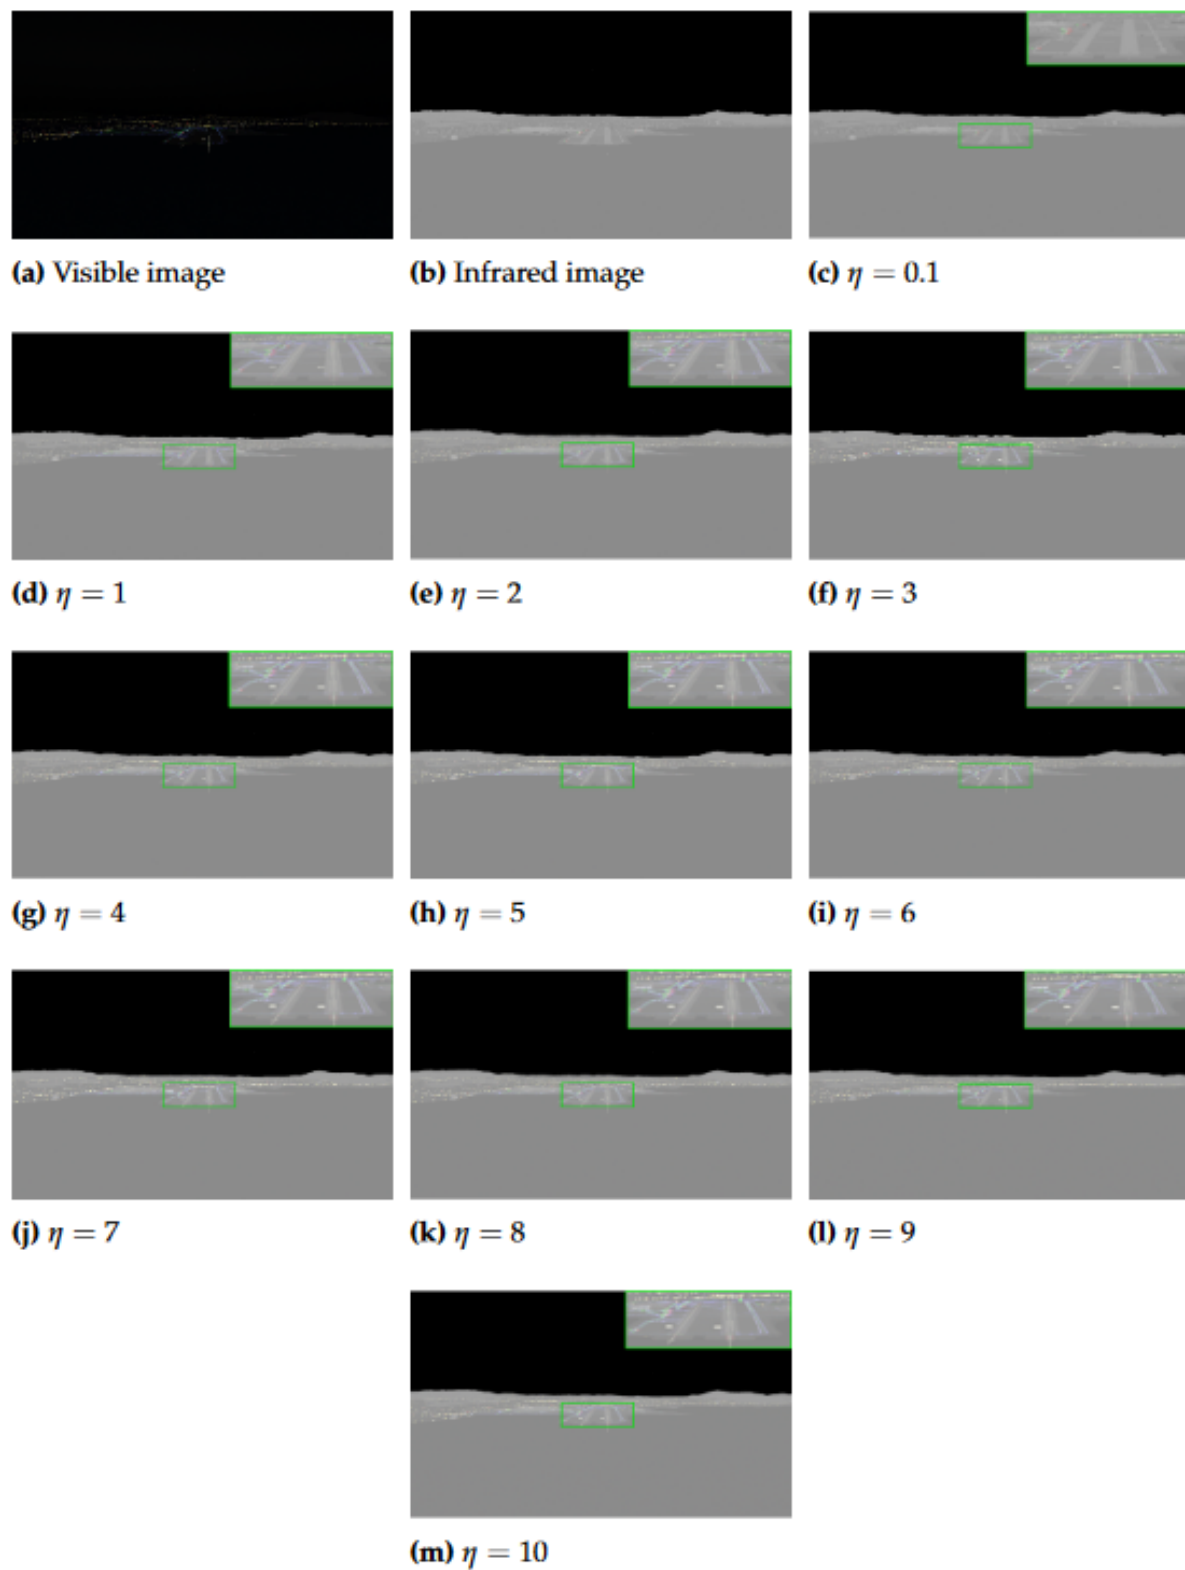 (a) Visible image
(b) Infrared image
(c) η = 0.1
(d) η = 1
(e) η = 2
(f) η = 3
(g) η = 4
(h) η = 5
(i) η = 6
(j) η = 7
(k) η = 8
(l) η = 9
(m) η = 10